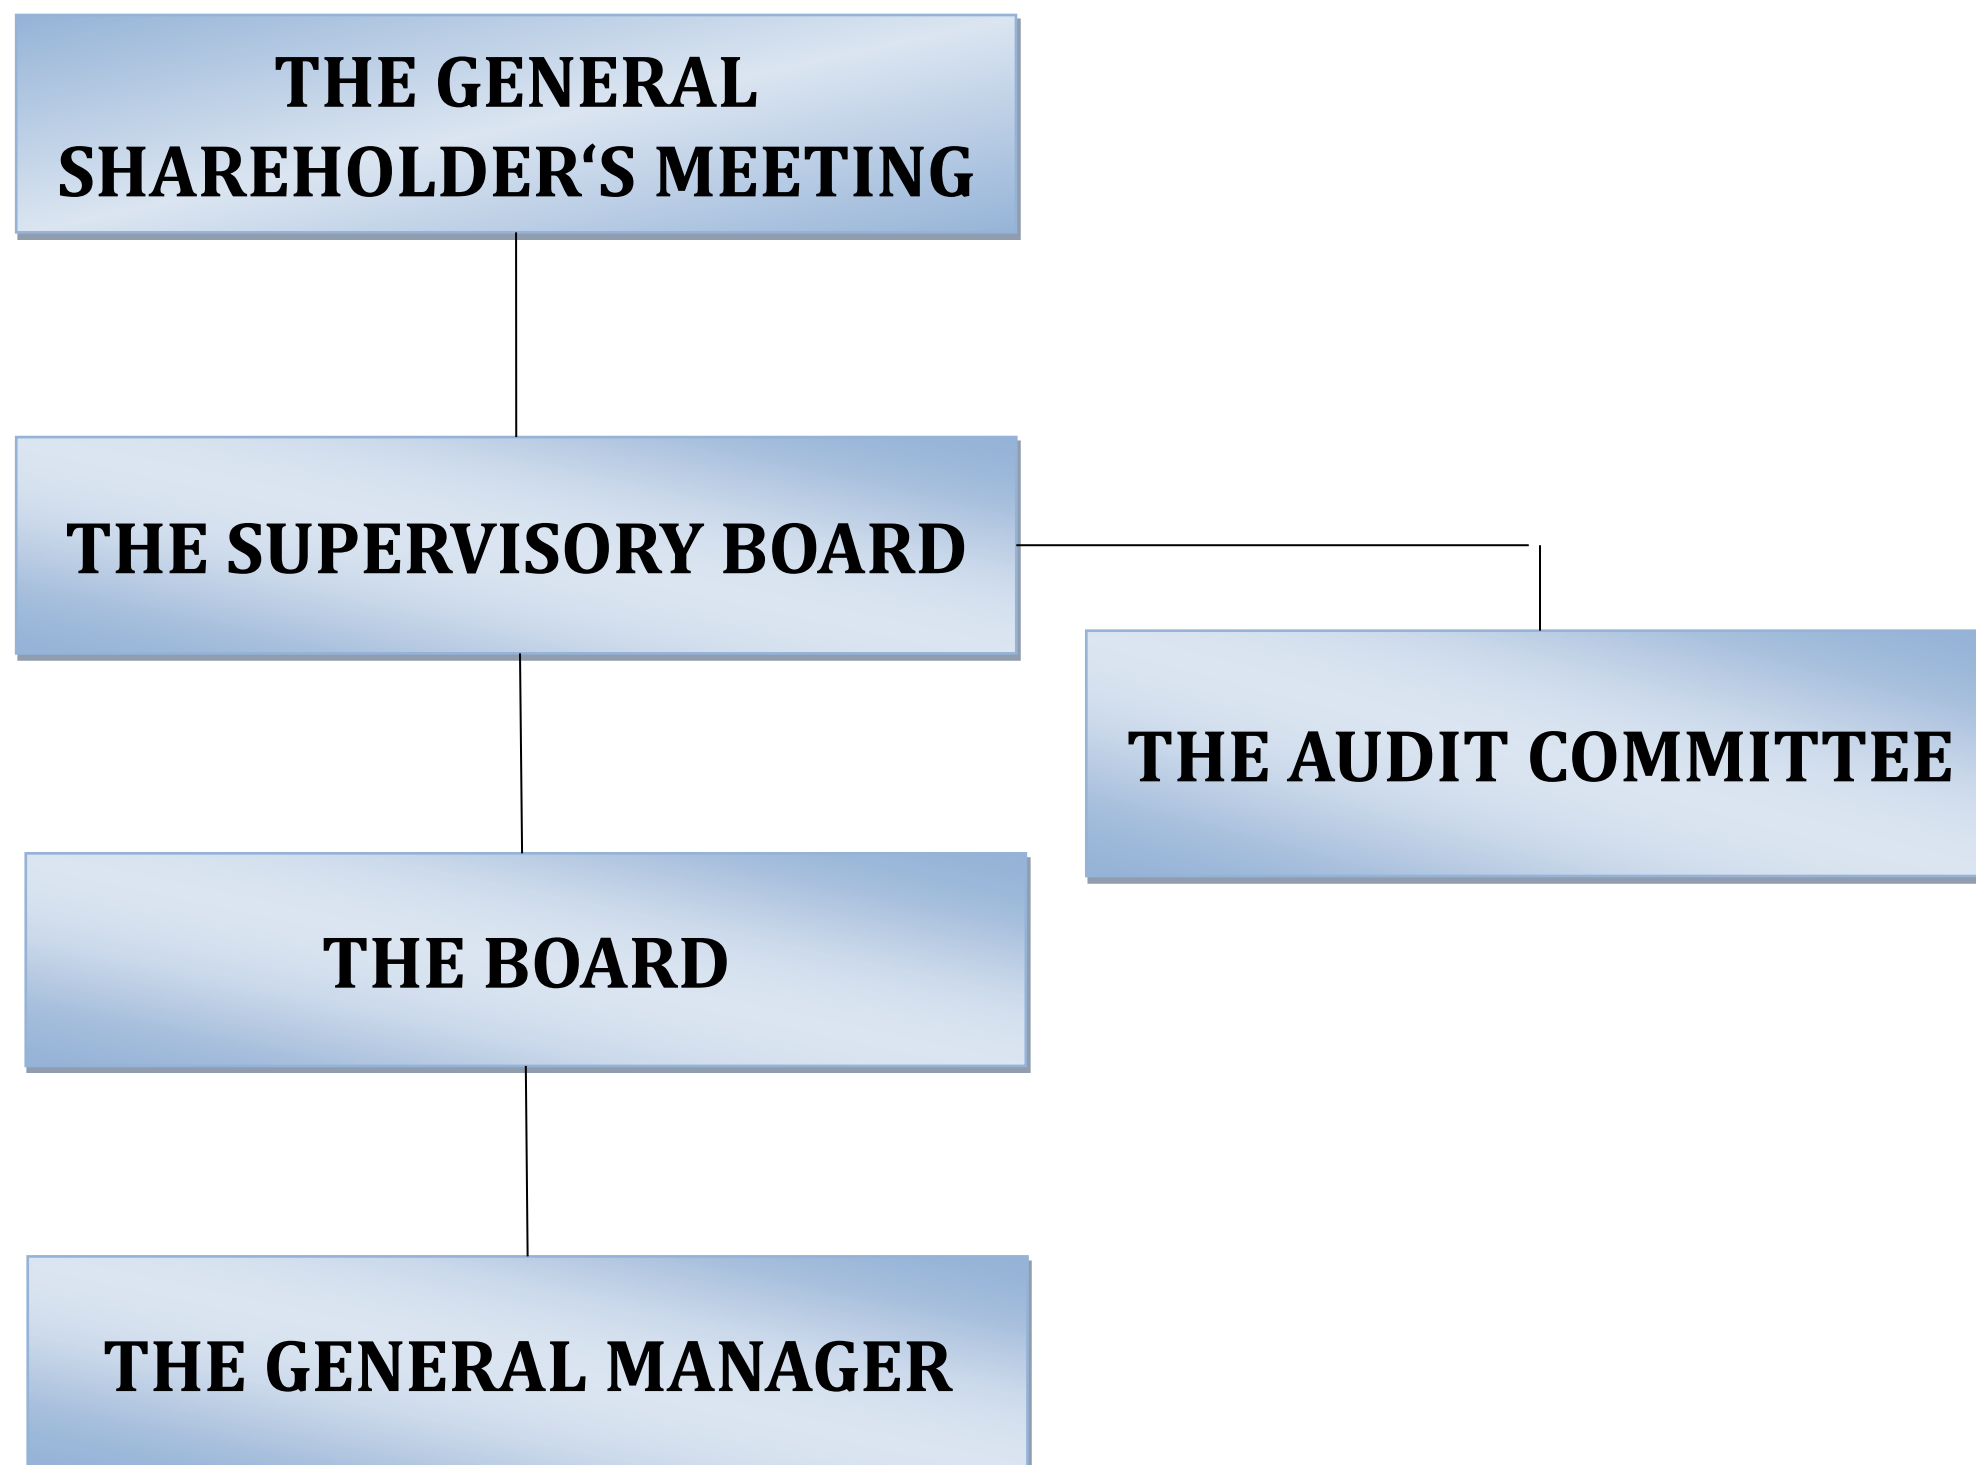 THE GENERAL
SHAREHOLDER‘S MEETING
THE SUPERVISORY BOARD
THE AUDIT COMMITTEE
THE BOARD
THE GENERAL MANAGER